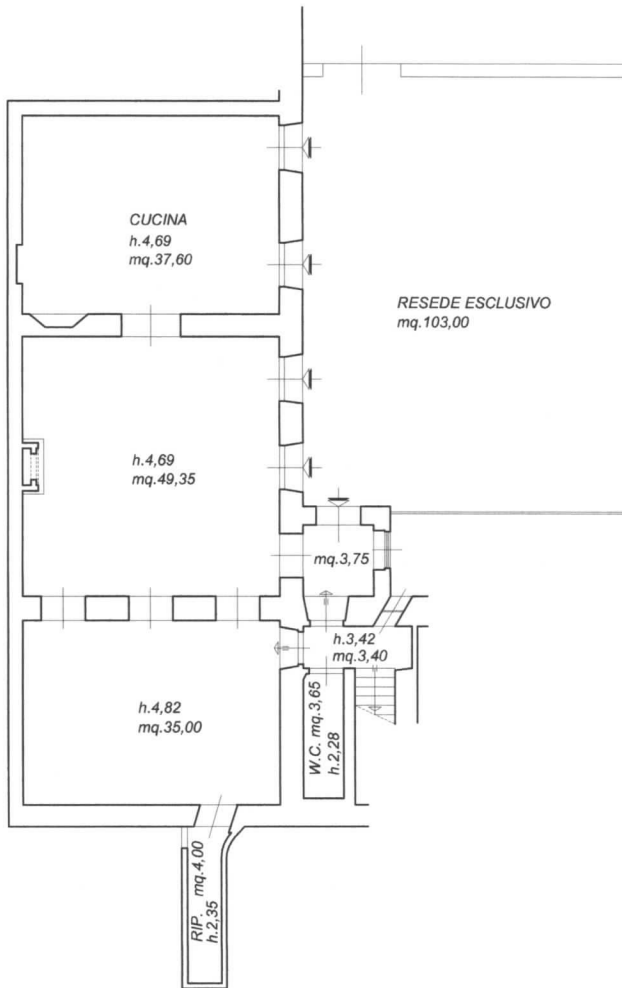 CUCINA
h.4,69
mq.37,60
RESEDE ESCLUSIVO
mq.103,00
h.4,69
mq.49,35
mq.3,75
h.3,42
mq.3,40
h.4,82
mq.35,00
W.C. mq.3,65
h.2,28
RIP. mq.4,00
h.2,35